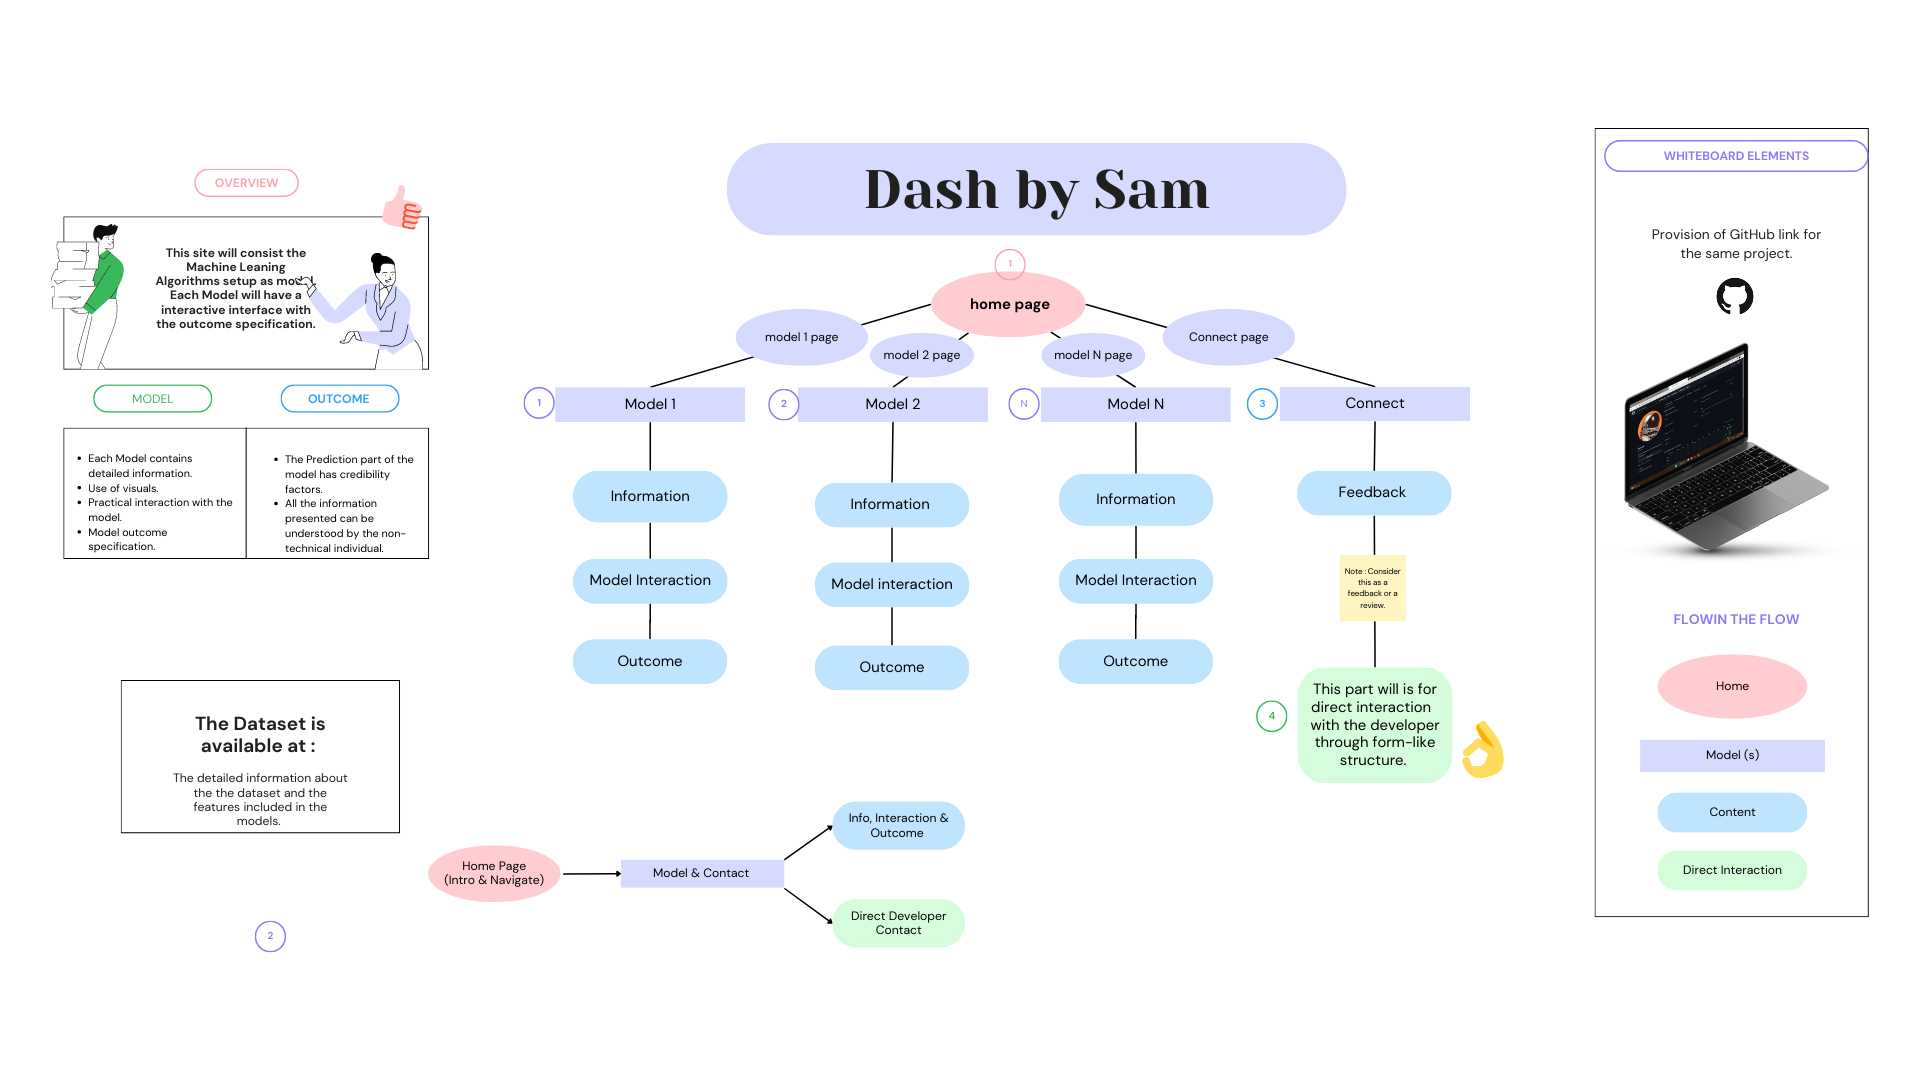 Dash by Sam
OVERVIEW
This site will consist the
Machine Leaning
Algorithms setup as
Each Model will have a
interactive interface with
the outcome specification.
MODEL
OUTCOME
• Each Model contains
detailed information.
• Use of visuals.
• Practical interaction with the
model.
• Model outcome
specification.
• The Prediction part of the
model has credibility
factors.
• All the information
presented can be
understood by the non-
technical individual.
The Dataset is
available at :
The detailed information about
the the dataset and the
features included in the
models.
2
1
home page
model 1 page
model 2 page
model N page
Connect page
1
Model 1
2
Model 2
N
Model N
3
Connect
Information
Model Interaction
Outcome
Information
Model interaction
Outcome
Information
Model Interaction
Outcome
Feedback
Note : Consider
this as a
feedback or a
review.
4
This part will is for
direct interaction
with the developer
through form-like
structure.
Home Page
(Intro & Navigate)
Model & Contact
Info, Interaction &
Outcome
Direct Developer
Contact
WHITEBOARD ELEMENTS
Provision of GitHub link for
the same project.
FLOWIN THE FLOW
Home
Model (s)
Content
Direct Interaction